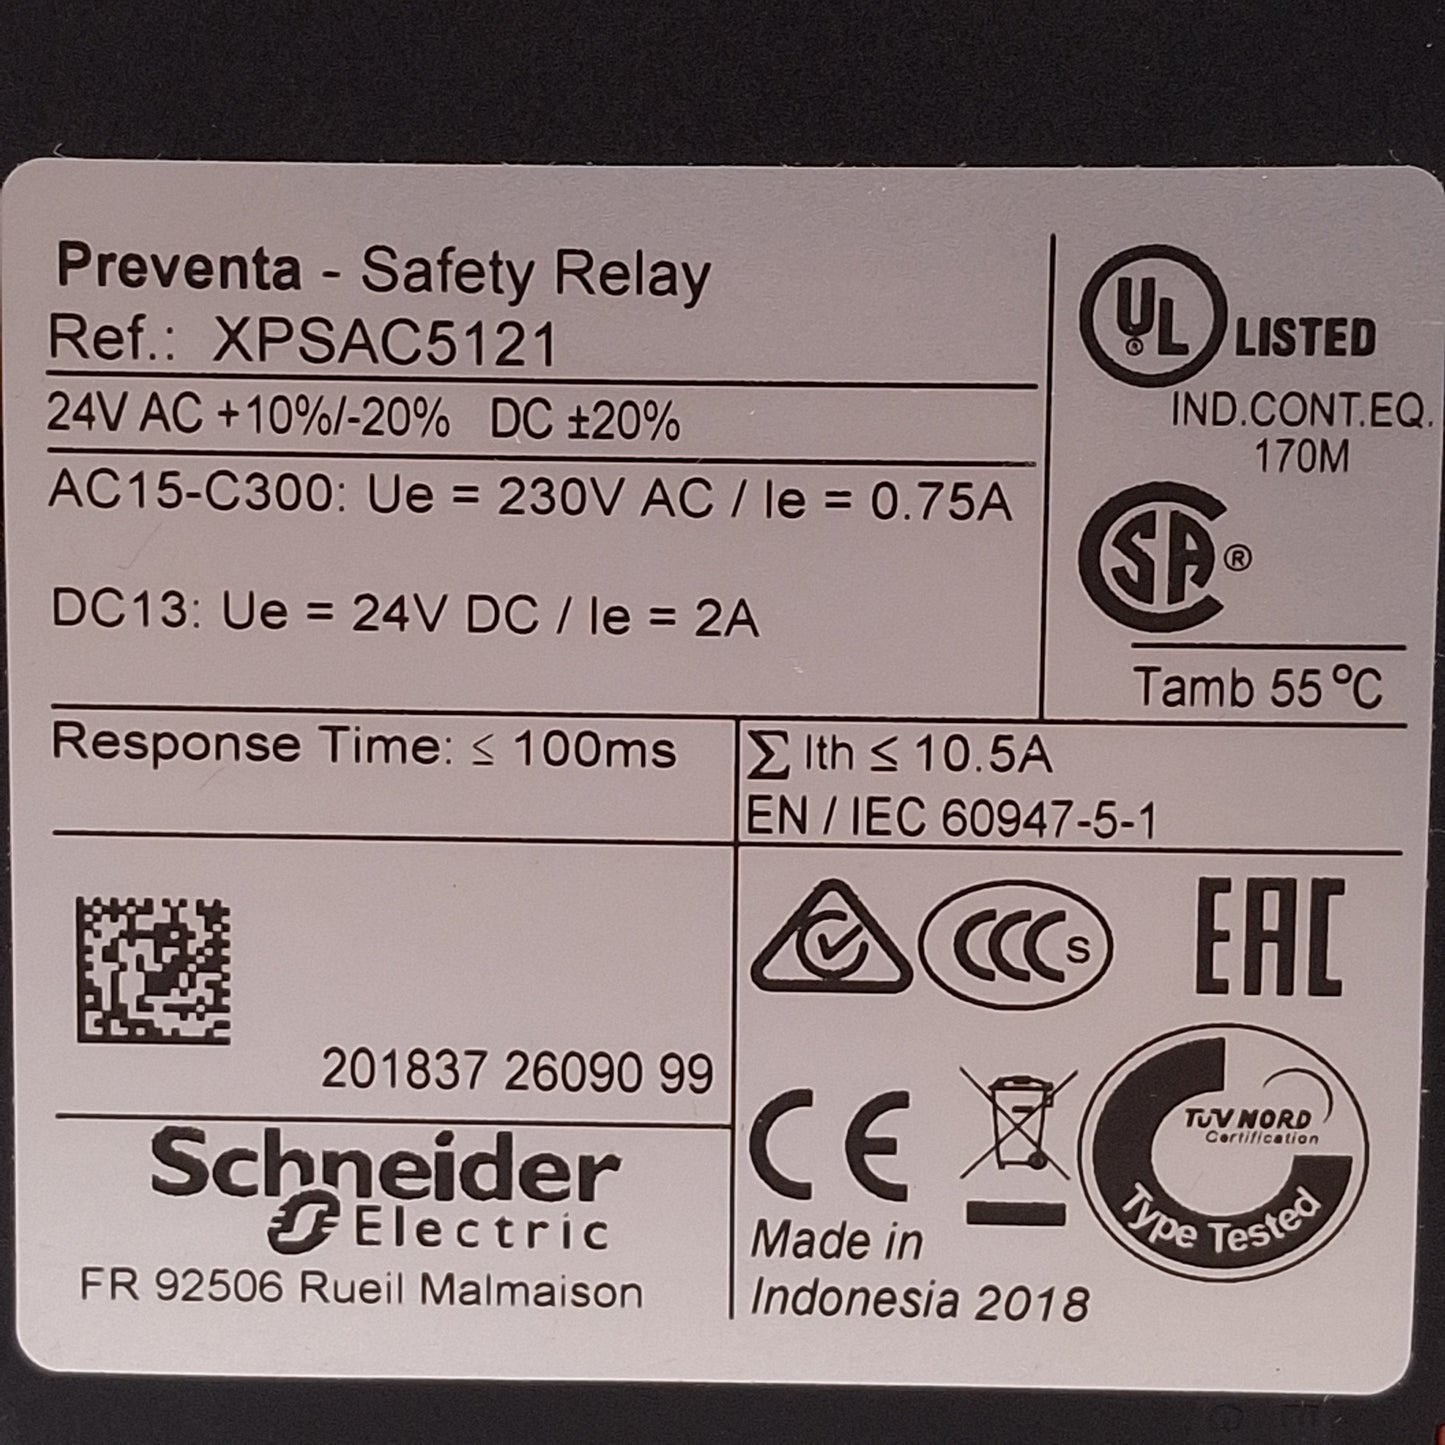 Preventa - Safety Relay
Ref.: XPSAC5121
24V AC +10%/-20% DC ±20%
AC15-C300: Ue = 230V AC / Ie = 0.75A
DC13: Ue = 24V DC / Ie = 2A
UL ® LISTED
IND.CONT.EQ.
170M
SA ®
Tamb 55 °C
Response Time: ≤ 100ms
∑ Ith ≤ 10.5A
EN / IEC 60947-5-1
201837 26090 99
Schneider
Electric
FR 92506 Rueil Malmaison
CCC S
EAC
CE
TÜV NORD
Certification
Type Tested
Made in
Indonesia 2018